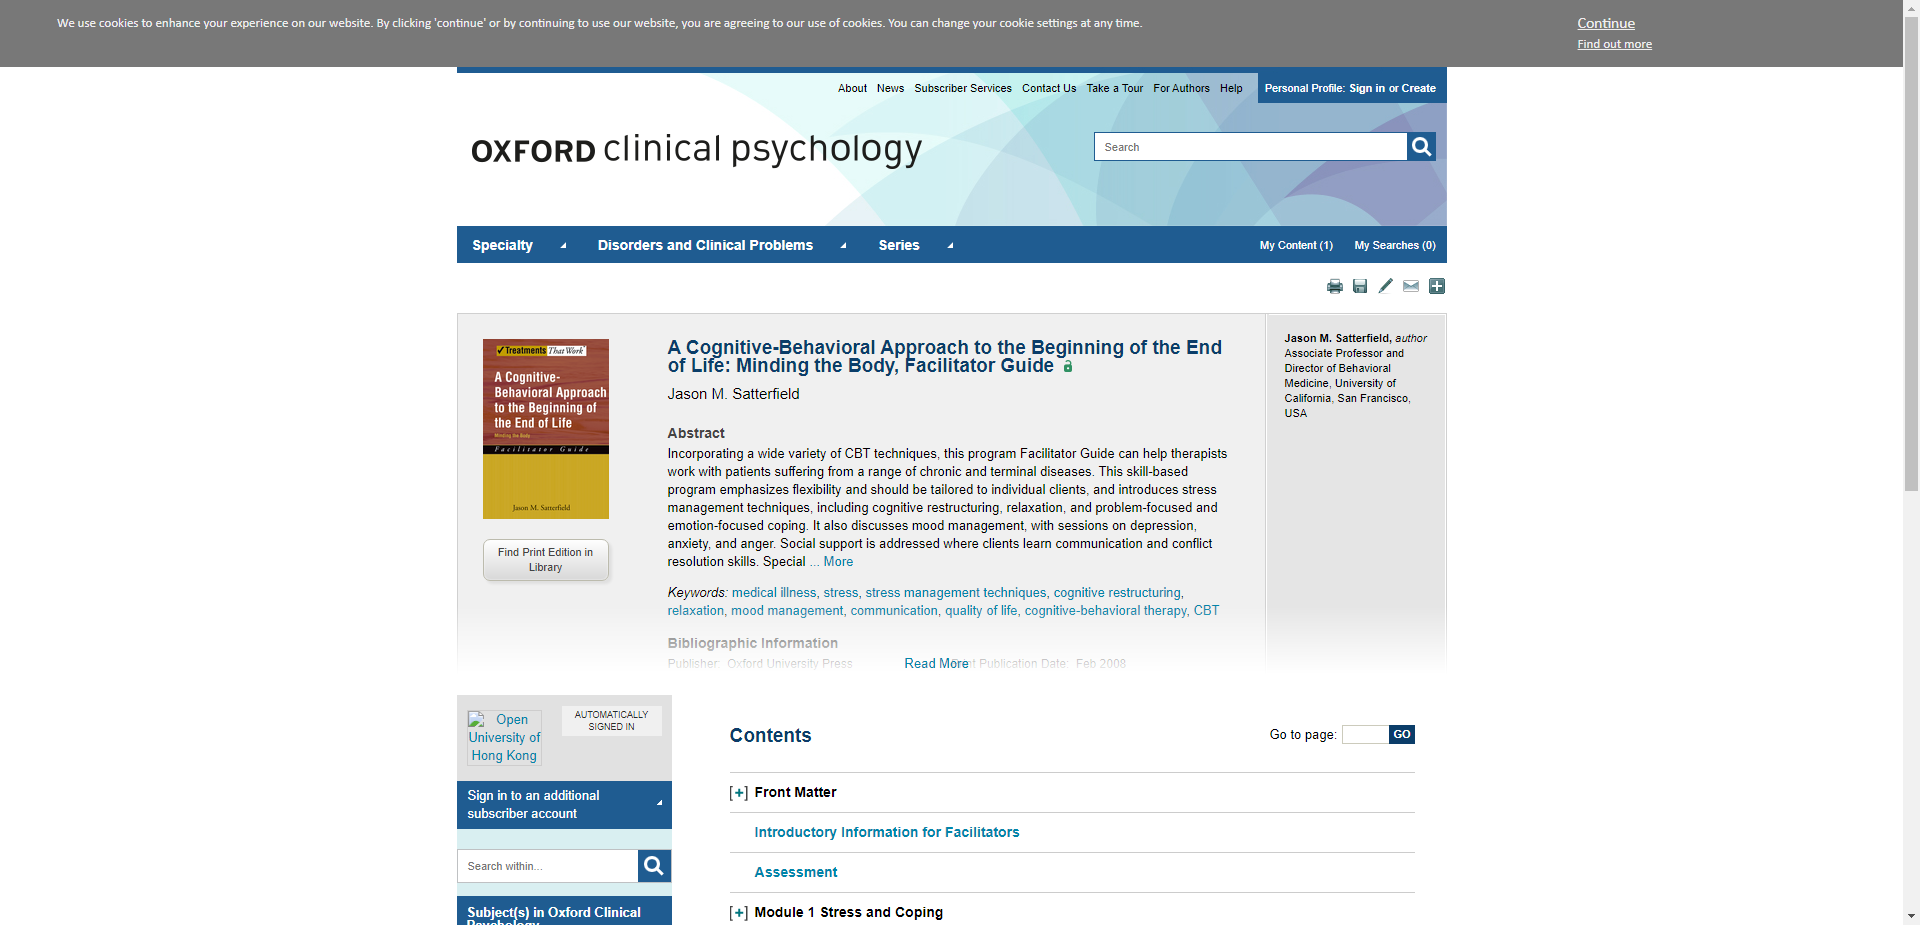 We use cookies to enhance your experience on our website. By clicking 'continue' or by continuing to use our website, you are agreeing to our use of cookies. You can change your cookie settings at any time.
Continue
Find out more
About News Subscriber Services Contact Us Take a Tour For Authors Help
Personal Profile: Sign in or Create
OXFORD clinical psychology
Search
Specialty
Disorders and Clinical Problems
Series
My Content (1)
My Searches (0)
✓Treatments That Work
A Cognitive-
Behavioral Approach
to the Beginning of
the End of Life
Minding the Body
Facilitator Guide
Jason M. Satterfield
Find Print Edition in
Library
A Cognitive-Behavioral Approach to the Beginning of the End
of Life: Minding the Body, Facilitator Guide
Jason M. Satterfield
Abstract
Incorporating a wide variety of CBT techniques, this program Facilitator Guide can help therapists
work with patients suffering from a range of chronic and terminal diseases. This skill-based
program emphasizes flexibility and should be tailored to individual clients, and introduces stress
management techniques, including cognitive restructuring, relaxation, and problem-focused and
emotion-focused coping. It also discusses mood management, with sessions on depression,
anxiety, and anger. Social support is addressed where clients learn communication and conflict
resolution skills. Special ... More
Keywords: medical illness, stress, stress management techniques, cognitive restructuring,
relaxation, mood management, communication, quality of life, cognitive-behavioral therapy, CBT
Bibliographic Information
Publisher: Oxford University Press
Read More
Print Publication Date: Feb 2008
Jason M. Satterfield, author
Associate Professor and
Director of Behavioral
Medicine, University of
California, San Francisco,
USA
Open
University of
Hong Kong
AUTOMATICALLY
SIGNED IN
Sign in to an additional
subscriber account
Search within...
Subject(s) in Oxford Clinical
Psychology
Contents
Go to page:
GO
[+] Front Matter
Introductory Information for Facilitators
Assessment
[+] Module 1 Stress and Coping